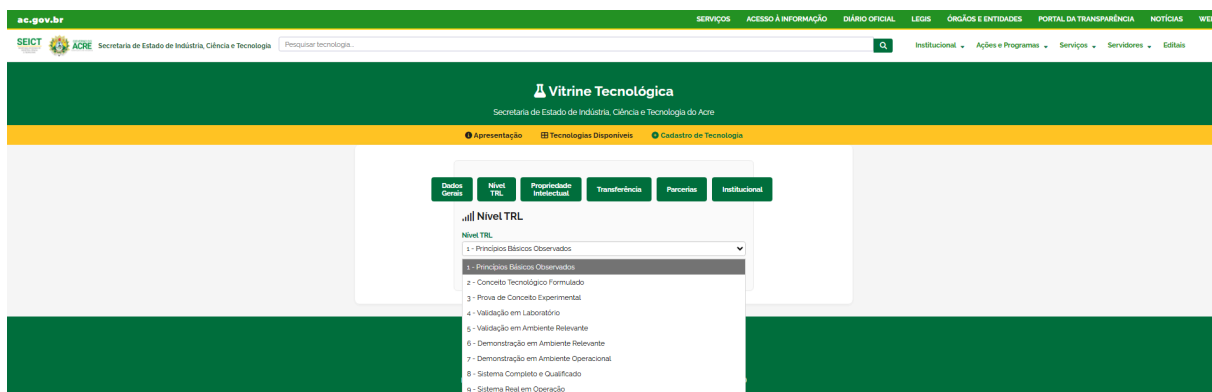 ac.gov.br
SERVIÇOS ACESSO À INFORMAÇÃO DIÁRIO OFICIAL LEGIS ÓRGÃOS E ENTIDADES PORTAL DA TRANSPARÊNCIA NOTÍCIAS WE
SEICT ACRE Secretaria de Estado de Indústria, Ciência e Tecnologia Pesquisar tecnologia... Institucional Ações e Programas Serviços Servidores Editais
Vitrine Tecnológica
Secretaria de Estado de Indústria, Ciência e Tecnologia do Acre
Apresentação Tecnologias Disponíveis Cadastro de Tecnologia
Dados Gerais Nível TRL Propriedade Intelectual Transferência Parcerias Institucional
Nível TRL
Nível TRL
1 - Princípios Básicos Observados
1 - Princípios Básicos Observados
2 - Conceito Tecnológico Formulado
3 - Prova de Conceito Experimental
4 - Validação em Laboratório
5 - Validação em Ambiente Relevante
6 - Demonstração em Ambiente Relevante
7 - Demonstração em Ambiente Operacional
8 - Sistema Completo e Qualificado
9 - Sistema Real em Operação